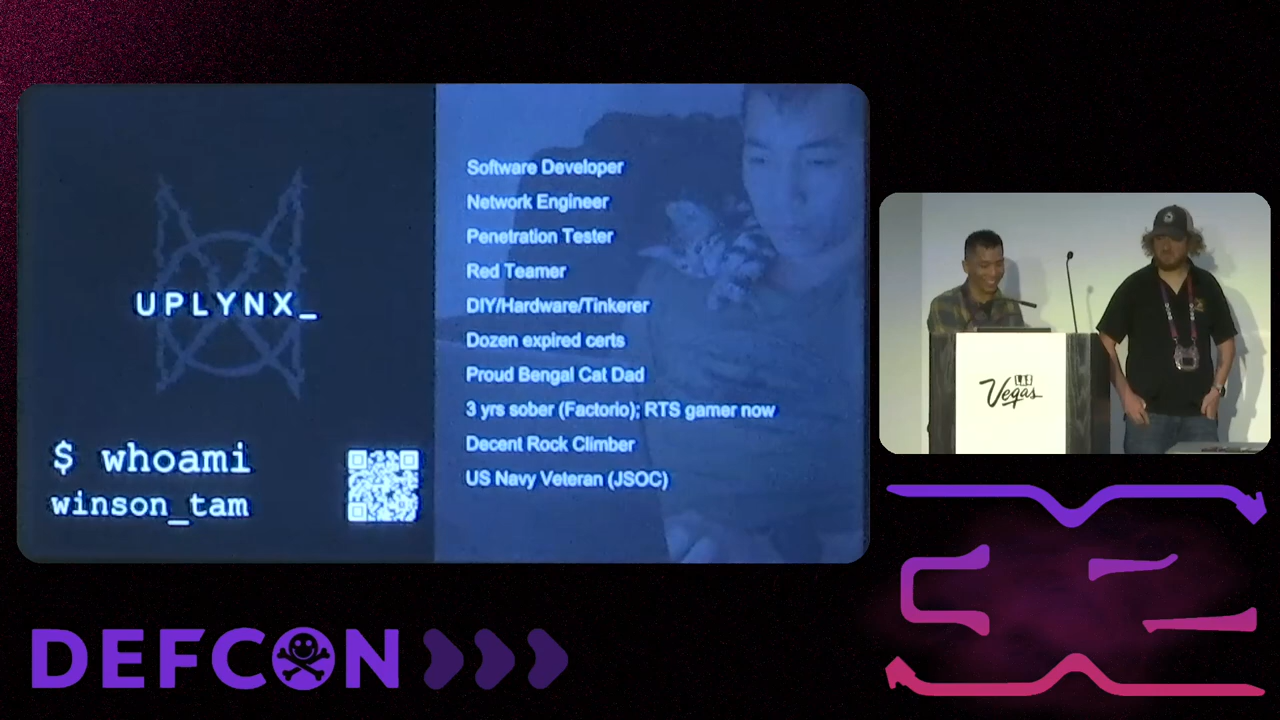 UPLYNX_
$ whoami
winson_tam
Software Developer
Network Engineer
Penetration Tester
Red Teamer
DIY/Hardware/Tinkerer
Dozen expired certs
Proud Bengal Cat Dad
3 yrs sober (Factorio); RTS gamer now
Decent Rock Climber
US Navy Veteran (JSOC)
LAS
Vegas
DEFCON